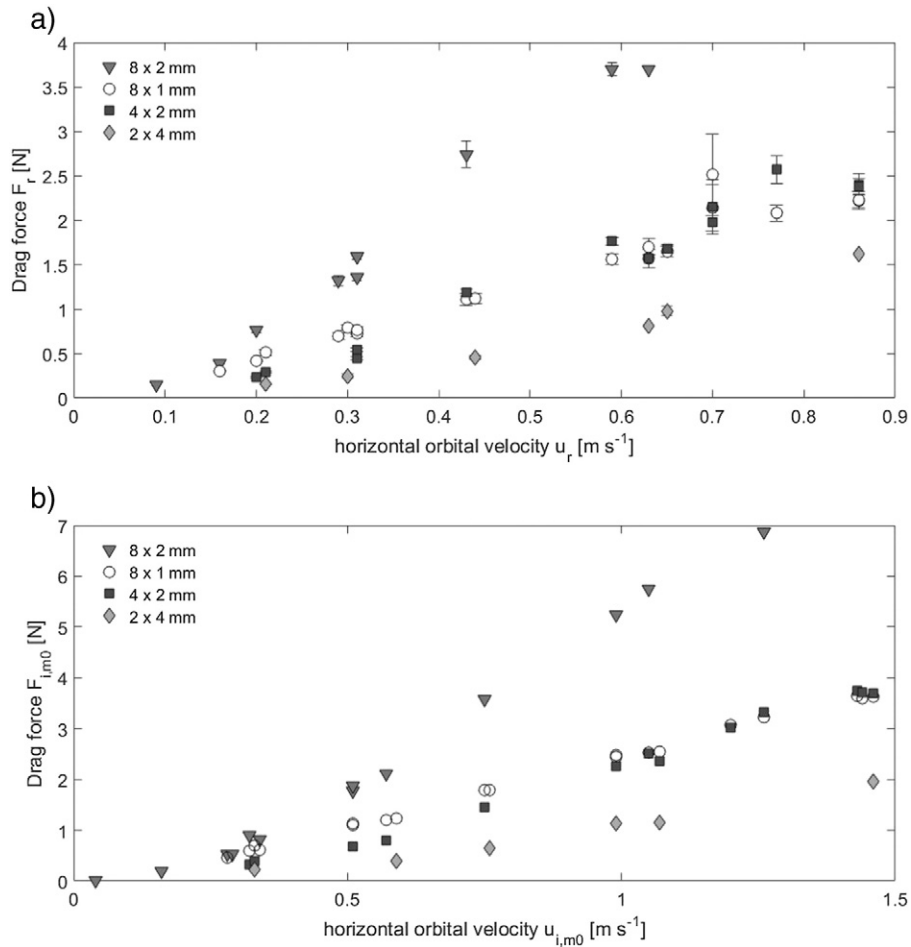 a)
4
3.5
3
2.5
2
1.5
1
0.5
0
Drag force F_r [N]
8 x 2 mm
8 x 1 mm
4 x 2 mm
2 x 4 mm
0 0.1 0.2 0.3 0.4 0.5 0.6 0.7 0.8 0.9
horizontal orbital velocity u_r [m s⁻¹]
b)
7
6
5
4
3
2
1
0
Drag force F_i,m0 [N]
8 x 2 mm
8 x 1 mm
4 x 2 mm
2 x 4 mm
0 0.5 1 1.5
horizontal orbital velocity u_i,m0 [m s⁻¹]